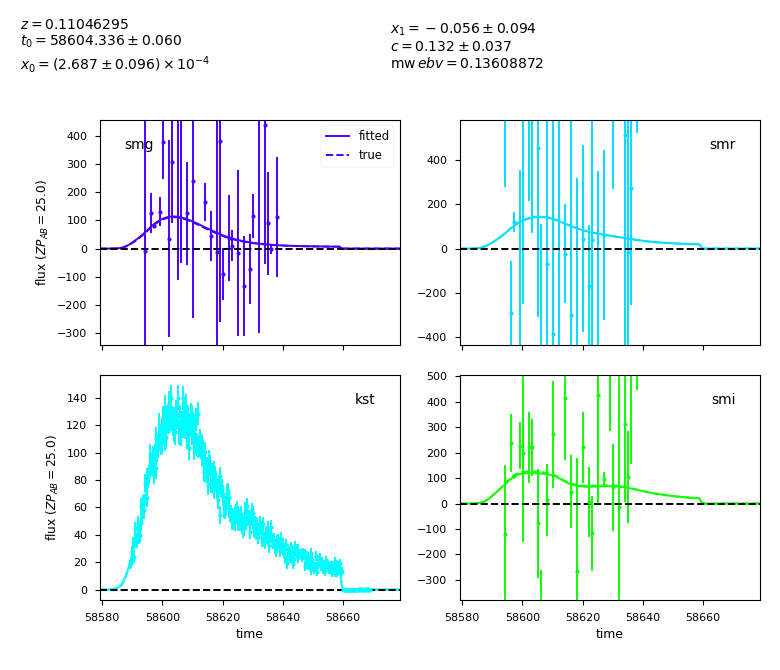 z = 0.11046295
t₀ = 58604.336 ± 0.060
x₀ = (2.687 ± 0.096) × 10⁻⁴
x₁ = −0.056 ± 0.094
c = 0.132 ± 0.037
mw ebv = 0.13608872
smg
fitted
true
400
300
200
100
0
−100
−200
−300
flux (ZP_AB = 25.0)
smr
400
200
0
−200
−400
kst
140
120
100
80
60
40
20
0
flux (ZP_AB = 25.0)
58580 58600 58620 58640 58660
time
smi
500
400
300
200
100
0
−100
−200
−300
58580 58600 58620 58640 58660
time